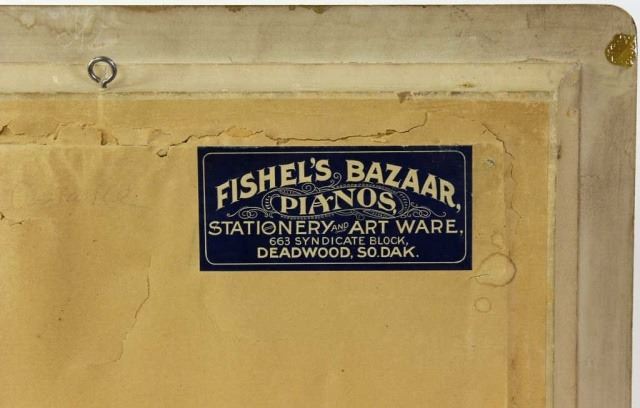 FISHEL'S BAZAAR,
PIANOS,
STATIONERY AND ART WARE,
663 SYNDICATE BLOCK,
DEADWOOD, SO.DAK.